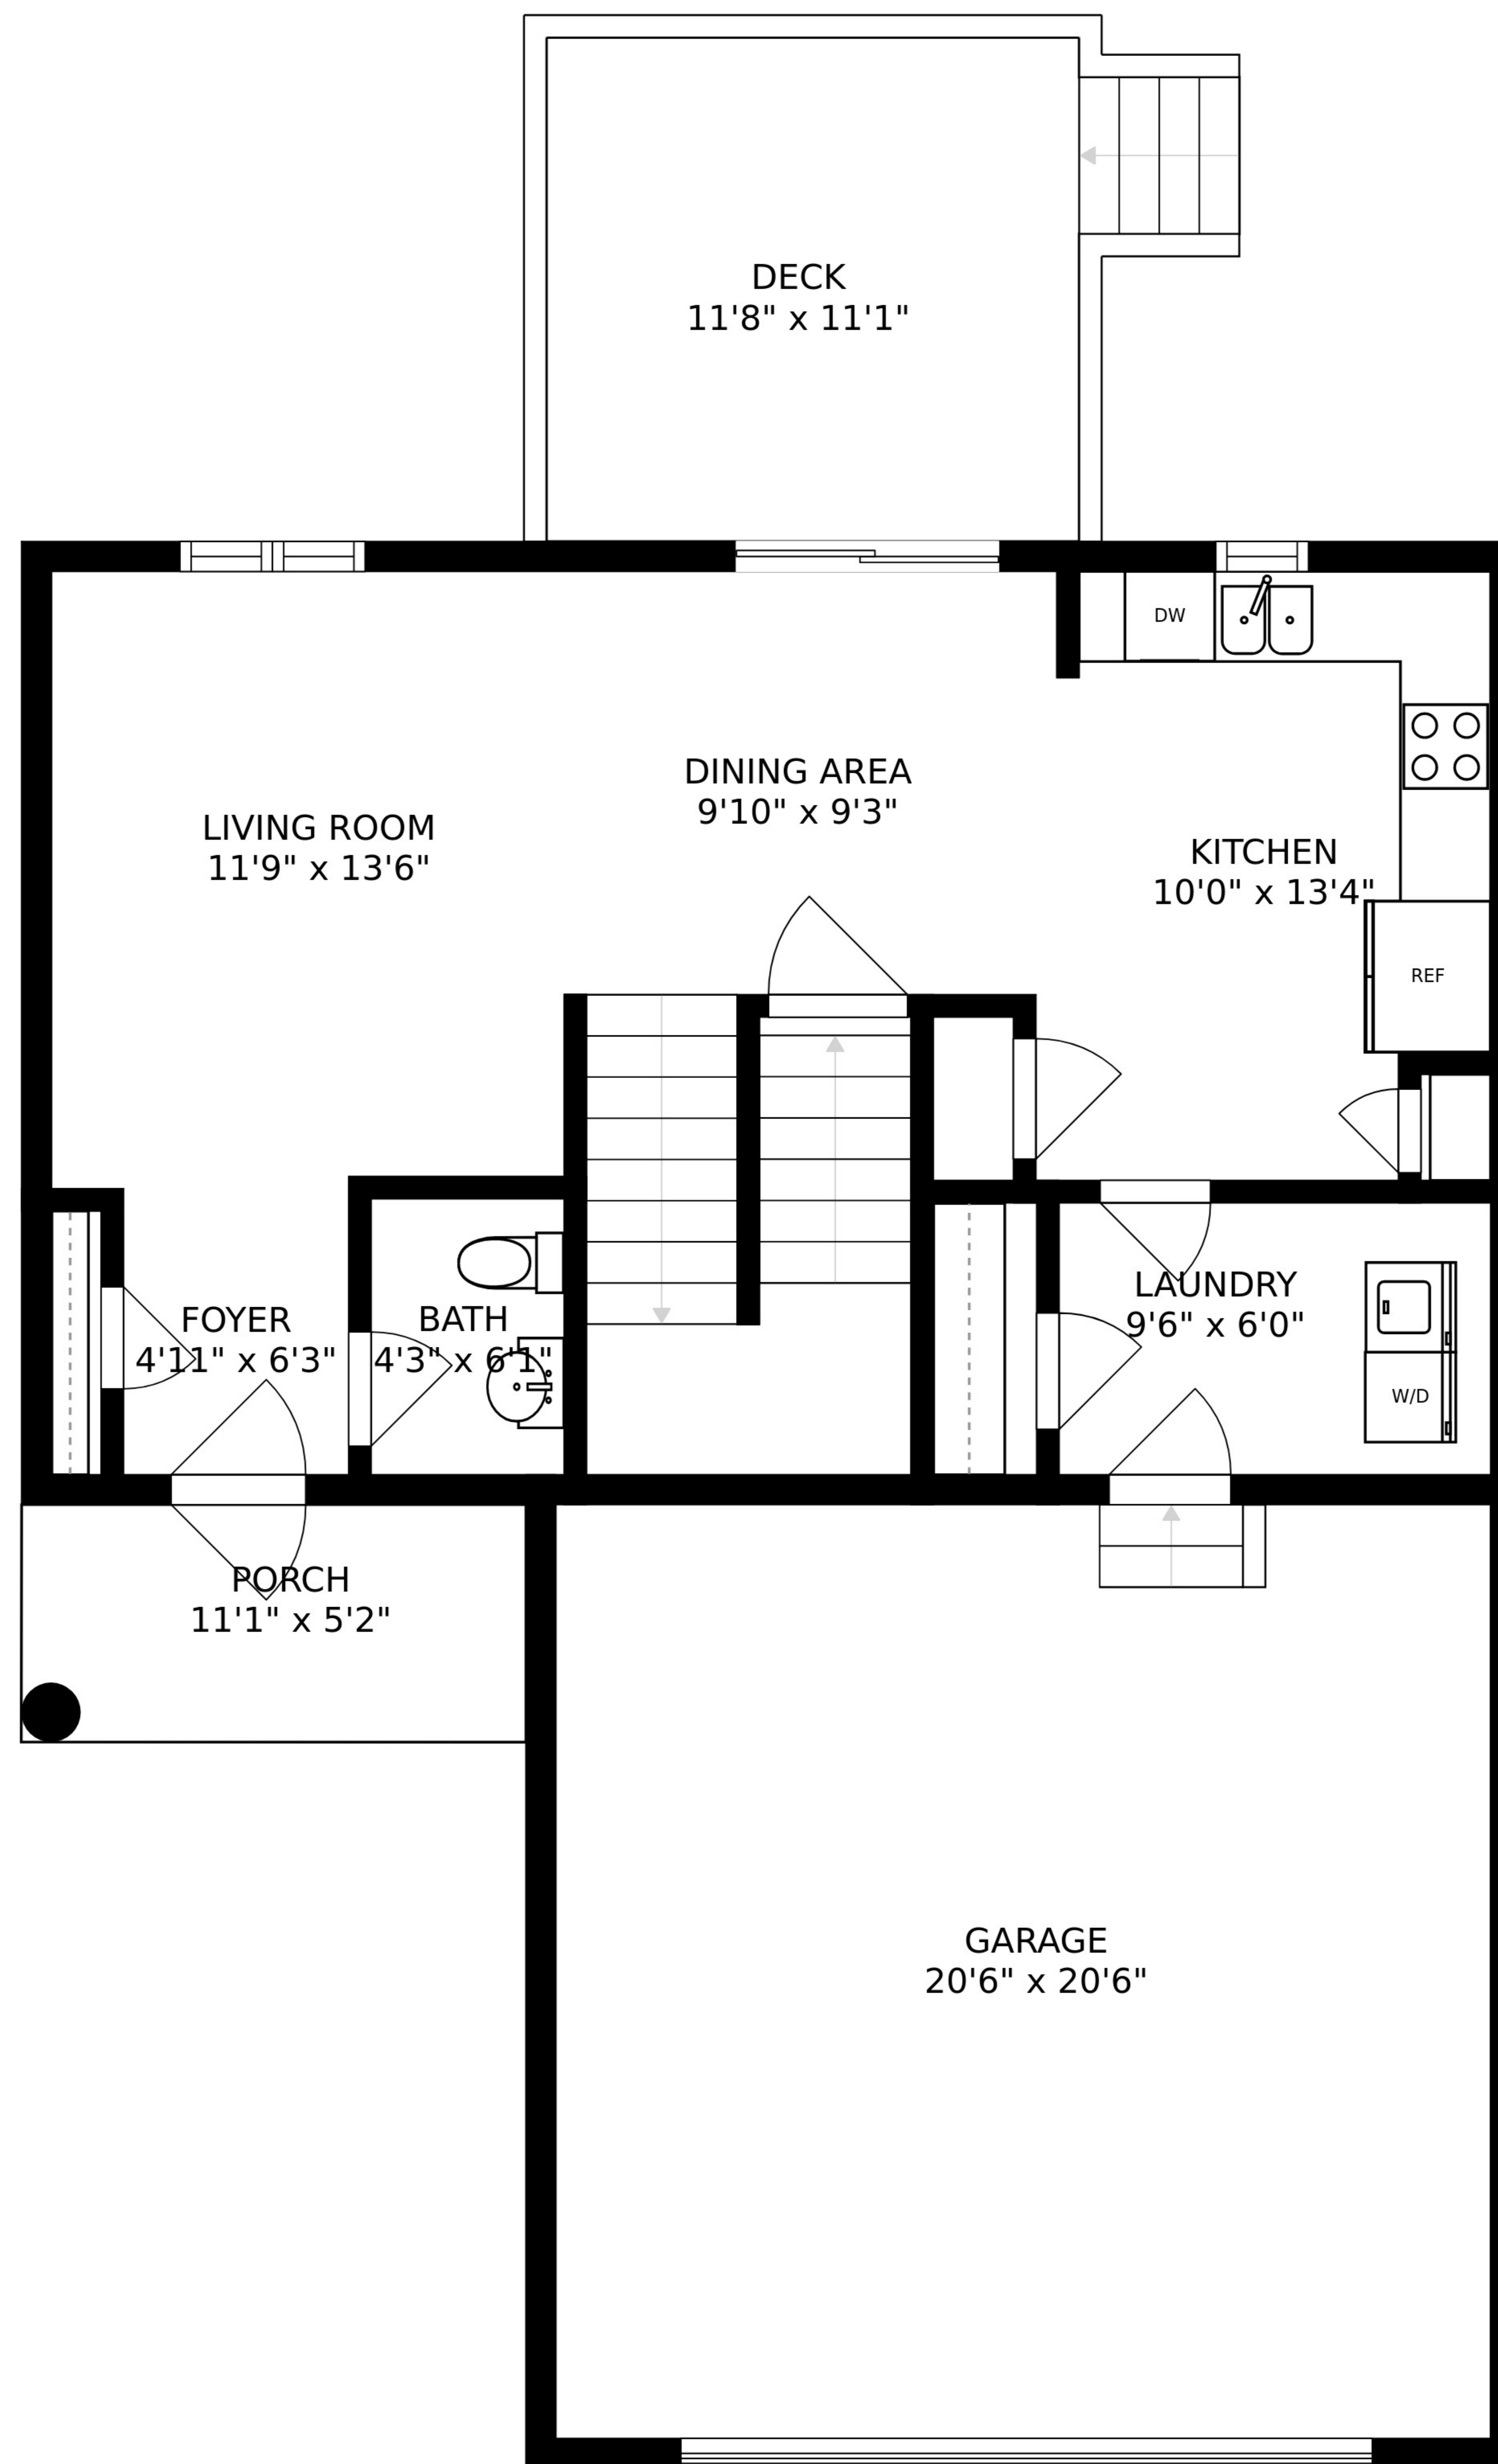 DECK
11'8" x 11'1"
DW
DINING AREA
9'10" x 9'3"
LIVING ROOM
11'9" x 13'6"
KITCHEN
10'0" x 13'4"
REF
LAUNDRY
9'6" x 6'0"
FOYER
4'11" x 6'3"
BATH
4'3" x 6'1"
W/D
PORCH
11'1" x 5'2"
GARAGE
20'6" x 20'6"